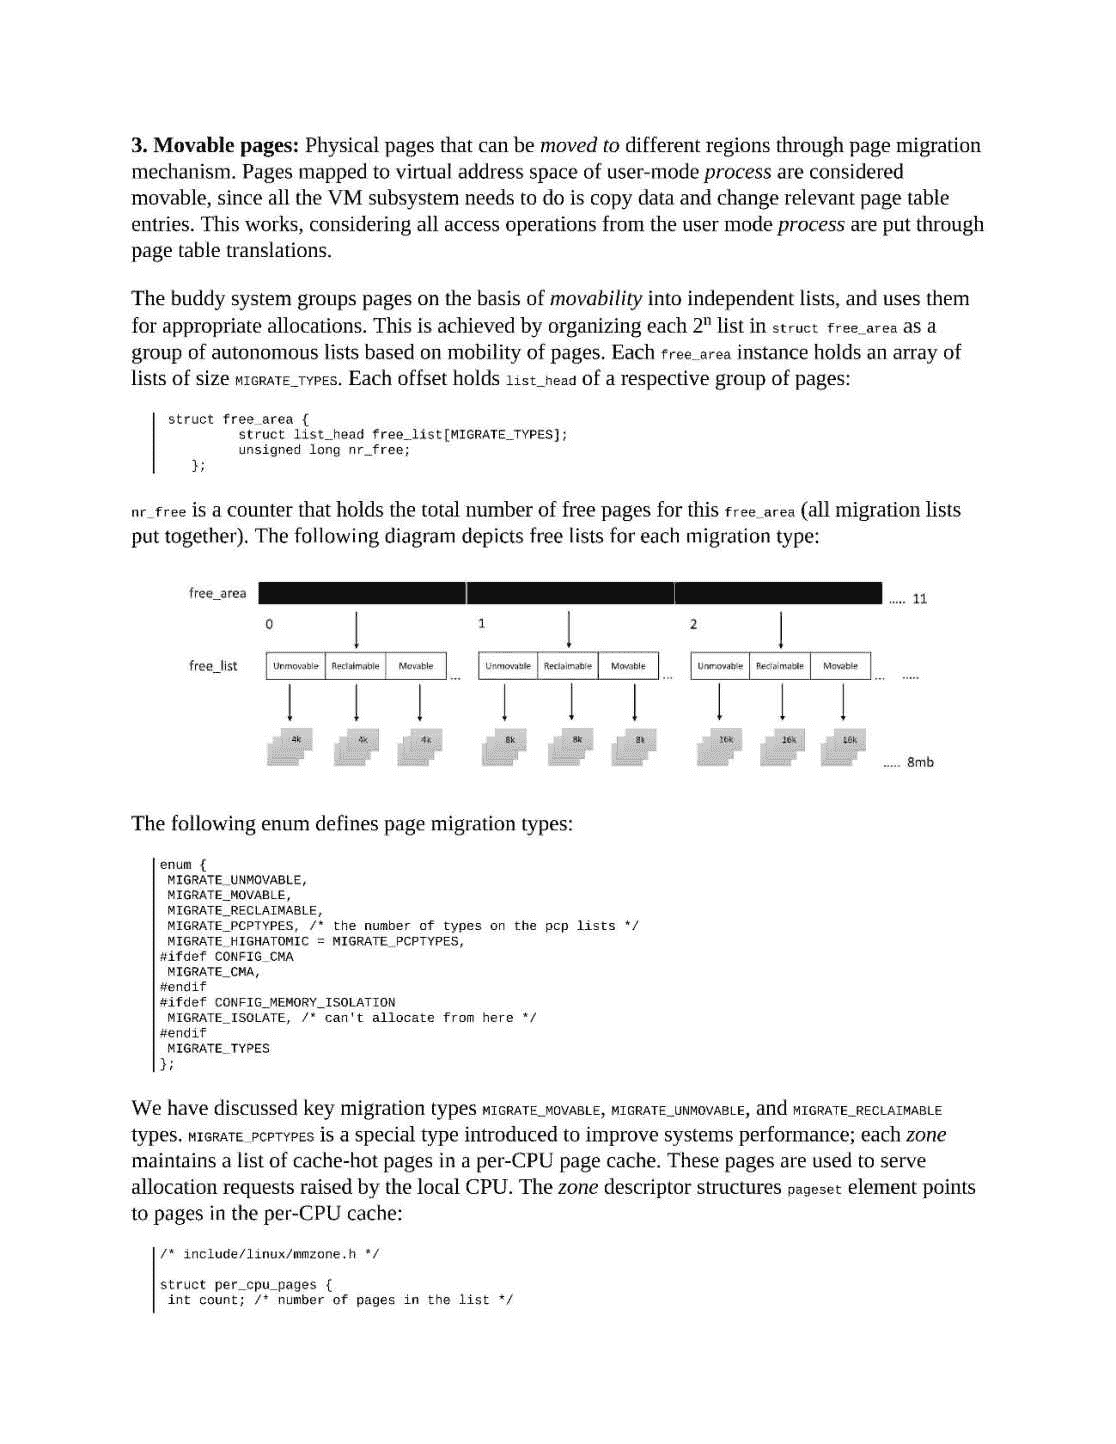 3. Movable pages: Physical pages that can be moved to different regions through page migration
mechanism. Pages mapped to virtual address space of user-mode process are considered
movable, since all the VM subsystem needs to do is copy data and change relevant page table
entries. This works, considering all access operations from the user mode process are put through
page table translations.
The buddy system groups pages on the basis of movability into independent lists, and uses them
for appropriate allocations. This is achieved by organizing each 2ⁿ list in struct free_area as a
group of autonomous lists based on mobility of pages. Each free_area instance holds an array of
lists of size MIGRATE_TYPES. Each offset holds list_head of a respective group of pages:
struct free_area {
struct list_head free_list[MIGRATE_TYPES];
unsigned long nr_free;
};
nr_free is a counter that holds the total number of free pages for this free_area (all migration lists
put together). The following diagram depicts free lists for each migration type:
free_area ..... 11
0 1 2
free_list Unmovable Reclaimable Movable ... Unmovable Reclaimable Movable ... Unmovable Reclaimable Movable ... .....
4k 4k 4k 8k 8k 8k 16k 16k 16k
..... 8mb
The following enum defines page migration types:
enum {
MIGRATE_UNMOVABLE,
MIGRATE_MOVABLE,
MIGRATE_RECLAIMABLE,
MIGRATE_PCPTYPES, /* the number of types on the pcp lists */
MIGRATE_HIGHATOMIC = MIGRATE_PCPTYPES,
#ifdef CONFIG_CMA
MIGRATE_CMA,
#endif
#ifdef CONFIG_MEMORY_ISOLATION
MIGRATE_ISOLATE, /* can't allocate from here */
#endif
MIGRATE_TYPES
};
We have discussed key migration types MIGRATE_MOVABLE, MIGRATE_UNMOVABLE, and MIGRATE_RECLAIMABLE
types. MIGRATE_PCPTYPES is a special type introduced to improve systems performance; each zone
maintains a list of cache-hot pages in a per-CPU page cache. These pages are used to serve
allocation requests raised by the local CPU. The zone descriptor structures pageset element points
to pages in the per-CPU cache:
/* include/linux/mmzone.h */
struct per_cpu_pages {
int count; /* number of pages in the list */